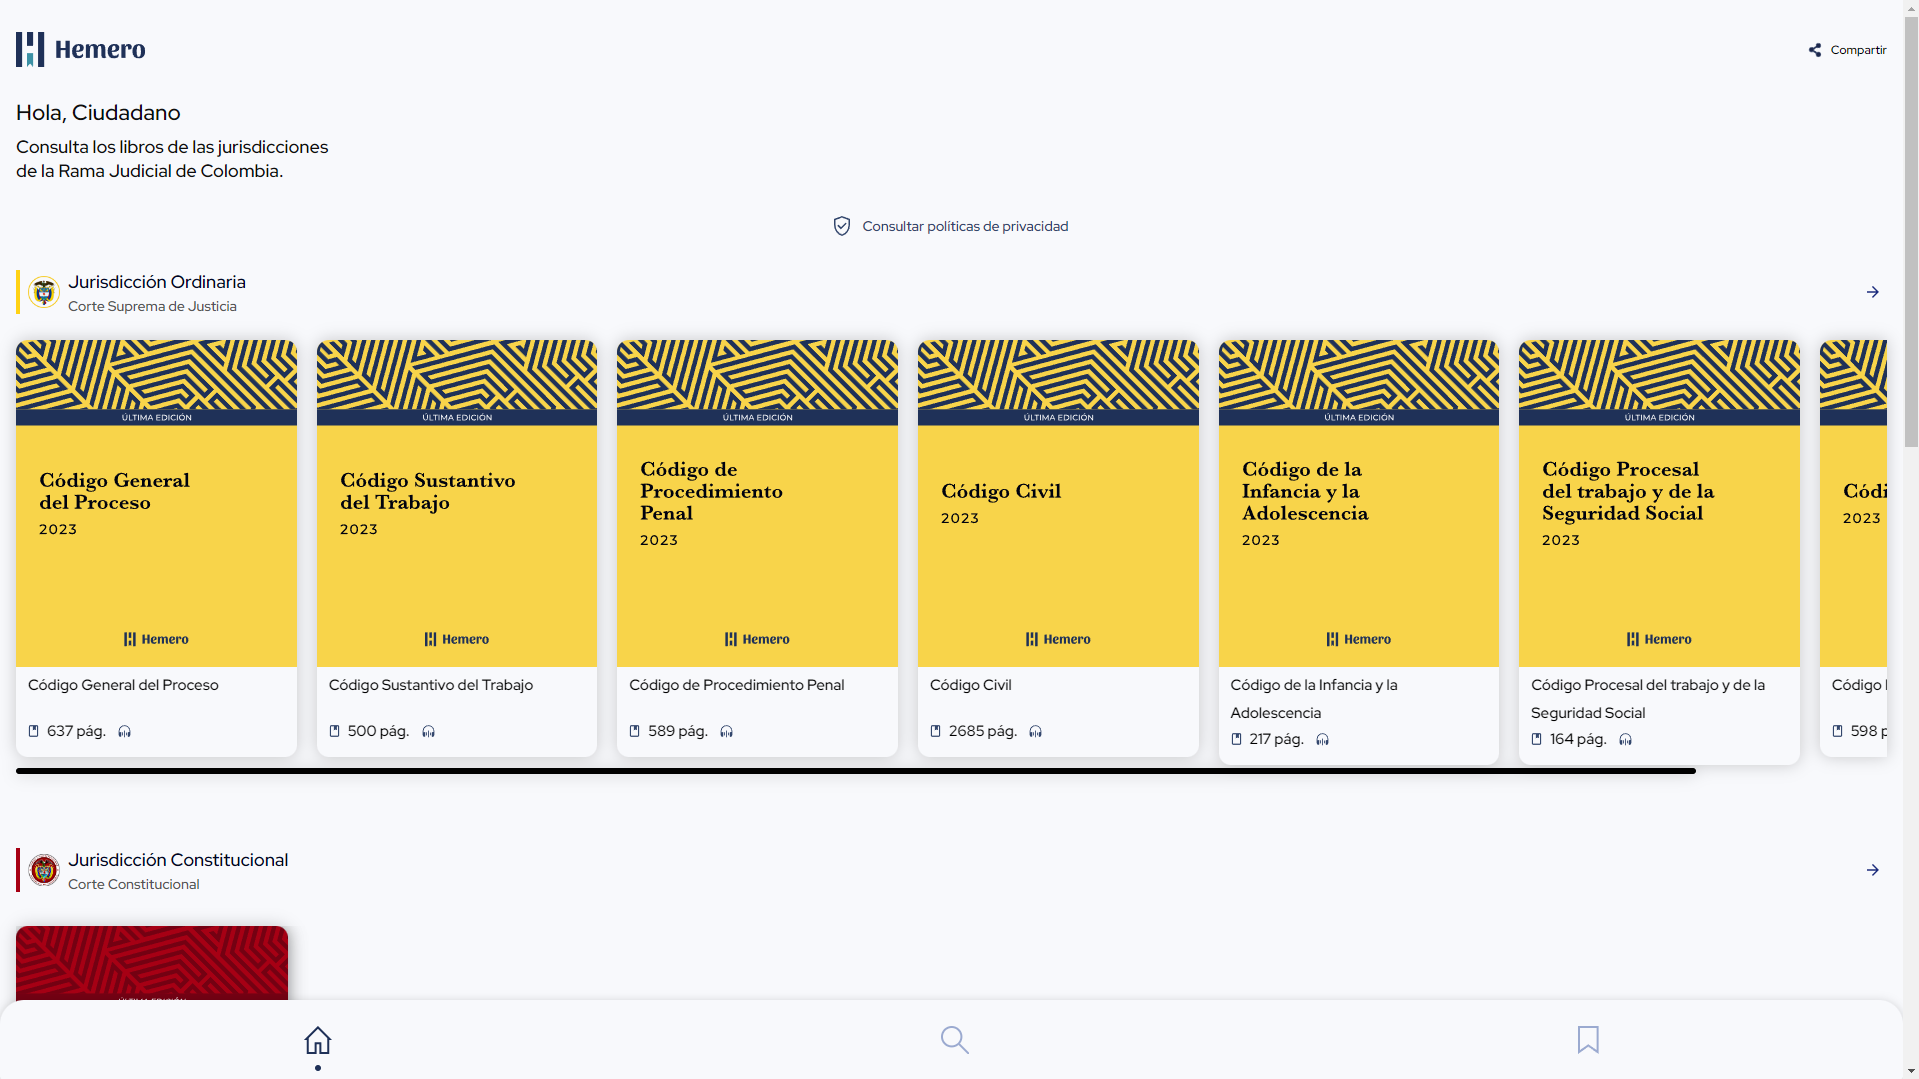 Hemero
Compartir
Hola, Ciudadano
Consulta los libros de las jurisdicciones
de la Rama Judicial de Colombia.
Consultar políticas de privacidad
Jurisdicción Ordinaria
Corte Suprema de Justicia
ÚLTIMA EDICIÓN
Código General
del Proceso
2023
Hemero
Código General del Proceso
637 pág.
ÚLTIMA EDICIÓN
Código Sustantivo
del Trabajo
2023
Hemero
Código Sustantivo del Trabajo
500 pág.
ÚLTIMA EDICIÓN
Código de
Procedimiento
Penal
2023
Hemero
Código de Procedimiento Penal
589 pág.
ÚLTIMA EDICIÓN
Código Civil
2023
Hemero
Código Civil
2685 pág.
ÚLTIMA EDICIÓN
Código de la
Infancia y la
Adolescencia
2023
Hemero
Código de la Infancia y la
Adolescencia
217 pág.
ÚLTIMA EDICIÓN
Código Procesal
del trabajo y de la
Seguridad Social
2023
Hemero
Código Procesal del trabajo y de la
Seguridad Social
164 pág.
Códi
2023
Código
598 p
Jurisdicción Constitucional
Corte Constitucional